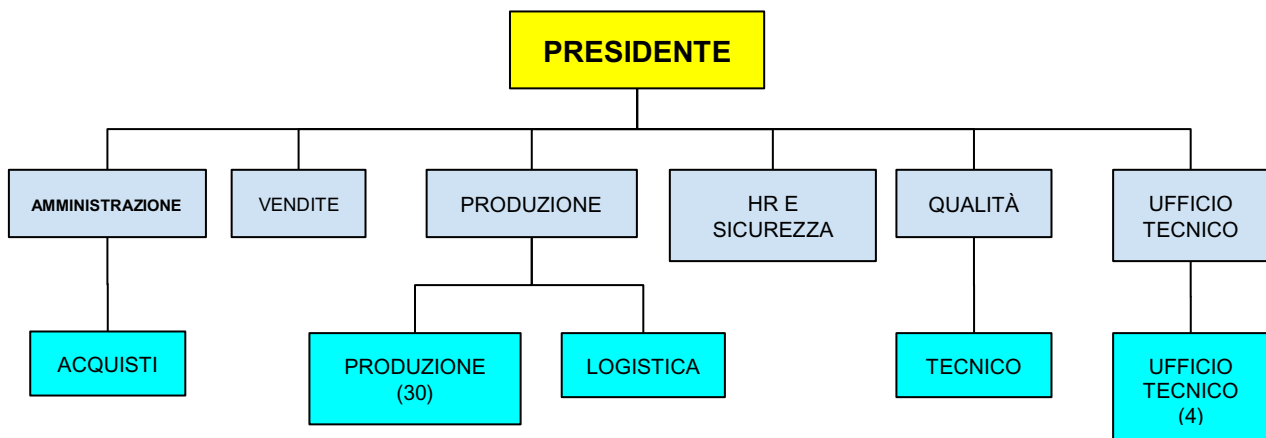 PRESIDENTE
AMMINISTRAZIONE
VENDITE
PRODUZIONE
HR E
SICUREZZA
QUALITÀ
UFFICIO
TECNICO
ACQUISTI
PRODUZIONE
(30)
LOGISTICA
TECNICO
UFFICIO
TECNICO
(4)